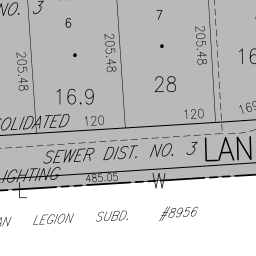 NO. 3
6
7
205.48
205.48
205.48
16.9
28
16
OLIDATED 120
120
169
SEWER DIST. NO. 3
LAN
LIGHTING
485.05
W
L
AN LEGION SUBD. #8956